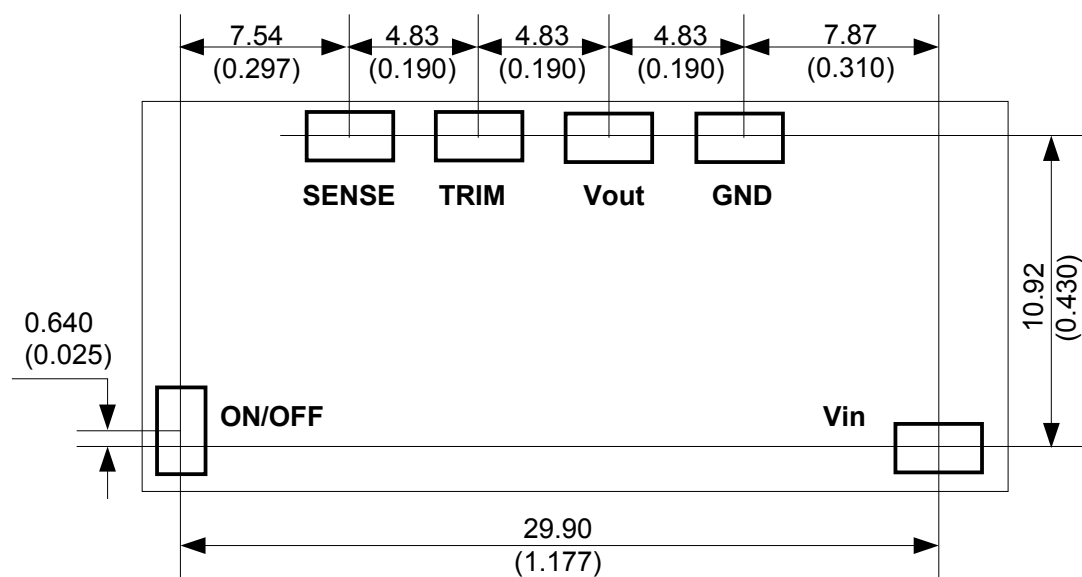 7.54 4.83 4.83 4.83 7.87
(0.297) (0.190) (0.190) (0.190) (0.310)
SENSE TRIM Vout GND
10.92
(0.430)
0.640
(0.025)
ON/OFF Vin
29.90
(1.177)